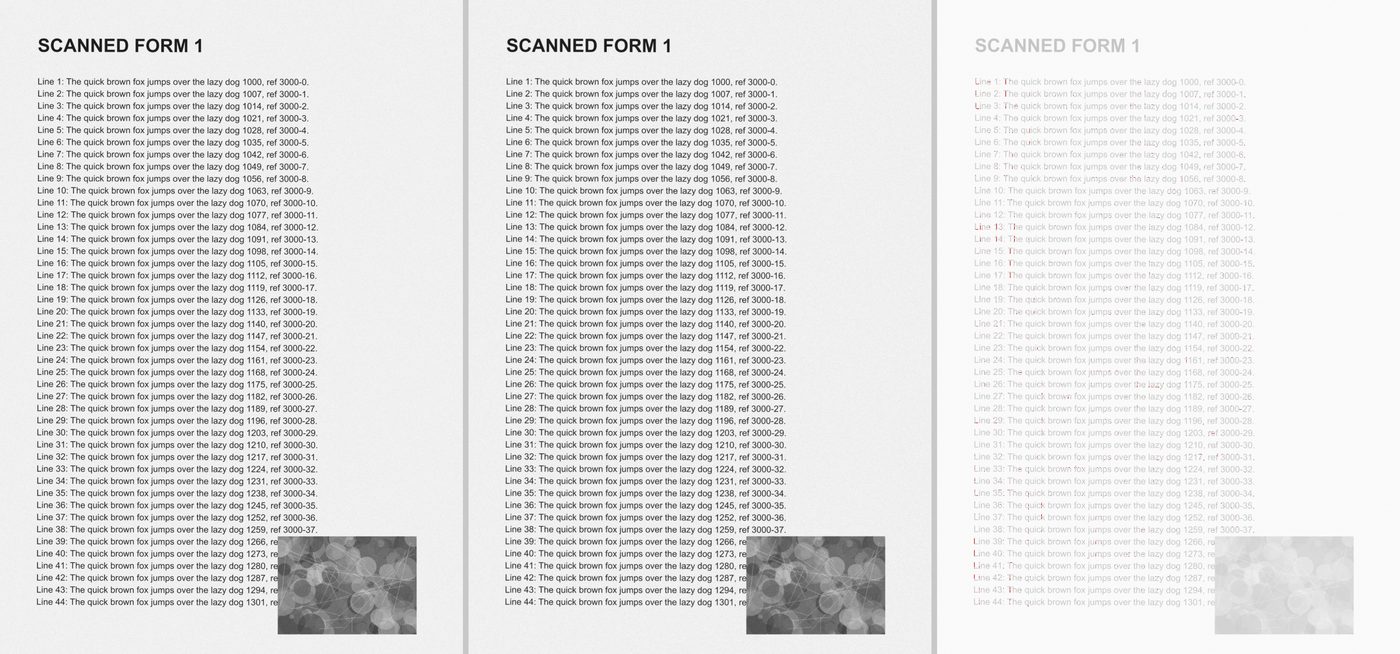 SCANNED FORM 1
Line 1: The quick brown fox jumps over the lazy dog 1000, ref 3000-0.
Line 2: The quick brown fox jumps over the lazy dog 1007, ref 3000-1.
Line 3: The quick brown fox jumps over the lazy dog 1014, ref 3000-2.
Line 4: The quick brown fox jumps over the lazy dog 1021, ref 3000-3.
Line 5: The quick brown fox jumps over the lazy dog 1028, ref 3000-4.
Line 6: The quick brown fox jumps over the lazy dog 1035, ref 3000-5.
Line 7: The quick brown fox jumps over the lazy dog 1042, ref 3000-6.
Line 8: The quick brown fox jumps over the lazy dog 1049, ref 3000-7.
Line 9: The quick brown fox jumps over the lazy dog 1056, ref 3000-8.
Line 10: The quick brown fox jumps over the lazy dog 1063, ref 3000-9.
Line 11: The quick brown fox jumps over the lazy dog 1070, ref 3000-10.
Line 12: The quick brown fox jumps over the lazy dog 1077, ref 3000-11.
Line 13: The quick brown fox jumps over the lazy dog 1084, ref 3000-12.
Line 14: The quick brown fox jumps over the lazy dog 1091, ref 3000-13.
Line 15: The quick brown fox jumps over the lazy dog 1098, ref 3000-14.
Line 16: The quick brown fox jumps over the lazy dog 1105, ref 3000-15.
Line 17: The quick brown fox jumps over the lazy dog 1112, ref 3000-16.
Line 18: The quick brown fox jumps over the lazy dog 1119, ref 3000-17.
Line 19: The quick brown fox jumps over the lazy dog 1126, ref 3000-18.
Line 20: The quick brown fox jumps over the lazy dog 1133, ref 3000-19.
Line 21: The quick brown fox jumps over the lazy dog 1140, ref 3000-20.
Line 22: The quick brown fox jumps over the lazy dog 1147, ref 3000-21.
Line 23: The quick brown fox jumps over the lazy dog 1154, ref 3000-22.
Line 24: The quick brown fox jumps over the lazy dog 1161, ref 3000-23.
Line 25: The quick brown fox jumps over the lazy dog 1168, ref 3000-24.
Line 26: The quick brown fox jumps over the lazy dog 1175, ref 3000-25.
Line 27: The quick brown fox jumps over the lazy dog 1182, ref 3000-26.
Line 28: The quick brown fox jumps over the lazy dog 1189, ref 3000-27.
Line 29: The quick brown fox jumps over the lazy dog 1196, ref 3000-28.
Line 30: The quick brown fox jumps over the lazy dog 1203, ref 3000-29.
Line 31: The quick brown fox jumps over the lazy dog 1210, ref 3000-30.
Line 32: The quick brown fox jumps over the lazy dog 1217, ref 3000-31.
Line 33: The quick brown fox jumps over the lazy dog 1224, ref 3000-32.
Line 34: The quick brown fox jumps over the lazy dog 1231, ref 3000-33.
Line 35: The quick brown fox jumps over the lazy dog 1238, ref 3000-34.
Line 36: The quick brown fox jumps over the lazy dog 1245, ref 3000-35.
Line 37: The quick brown fox jumps over the lazy dog 1252, ref 3000-36.
Line 38: The quick brown fox jumps over the lazy dog 1259, ref 3000-37.
Line 39: The quick brown fox jumps over the lazy dog 1266, re
Line 40: The quick brown fox jumps over the lazy dog 1273, re
Line 41: The quick brown fox jumps over the lazy dog 1280, re
Line 42: The quick brown fox jumps over the lazy dog 1287, re
Line 43: The quick brown fox jumps over the lazy dog 1294, re
Line 44: The quick brown fox jumps over the lazy dog 1301, re
SCANNED FORM 1
Line 1: The quick brown fox jumps over the lazy dog 1000, ref 3000-0.
Line 2: The quick brown fox jumps over the lazy dog 1007, ref 3000-1.
Line 3: The quick brown fox jumps over the lazy dog 1014, ref 3000-2.
Line 4: The quick brown fox jumps over the lazy dog 1021, ref 3000-3.
Line 5: The quick brown fox jumps over the lazy dog 1028, ref 3000-4.
Line 6: The quick brown fox jumps over the lazy dog 1035, ref 3000-5.
Line 7: The quick brown fox jumps over the lazy dog 1042, ref 3000-6.
Line 8: The quick brown fox jumps over the lazy dog 1049, ref 3000-7.
Line 9: The quick brown fox jumps over the lazy dog 1056, ref 3000-8.
Line 10: The quick brown fox jumps over the lazy dog 1063, ref 3000-9.
Line 11: The quick brown fox jumps over the lazy dog 1070, ref 3000-10.
Line 12: The quick brown fox jumps over the lazy dog 1077, ref 3000-11.
Line 13: The quick brown fox jumps over the lazy dog 1084, ref 3000-12.
Line 14: The quick brown fox jumps over the lazy dog 1091, ref 3000-13.
Line 15: The quick brown fox jumps over the lazy dog 1098, ref 3000-14.
Line 16: The quick brown fox jumps over the lazy dog 1105, ref 3000-15.
Line 17: The quick brown fox jumps over the lazy dog 1112, ref 3000-16.
Line 18: The quick brown fox jumps over the lazy dog 1119, ref 3000-17.
Line 19: The quick brown fox jumps over the lazy dog 1126, ref 3000-18.
Line 20: The quick brown fox jumps over the lazy dog 1133, ref 3000-19.
Line 21: The quick brown fox jumps over the lazy dog 1140, ref 3000-20.
Line 22: The quick brown fox jumps over the lazy dog 1147, ref 3000-21.
Line 23: The quick brown fox jumps over the lazy dog 1154, ref 3000-22.
Line 24: The quick brown fox jumps over the lazy dog 1161, ref 3000-23.
Line 25: The quick brown fox jumps over the lazy dog 1168, ref 3000-24.
Line 26: The quick brown fox jumps over the lazy dog 1175, ref 3000-25.
Line 27: The quick brown fox jumps over the lazy dog 1182, ref 3000-26.
Line 28: The quick brown fox jumps over the lazy dog 1189, ref 3000-27.
Line 29: The quick brown fox jumps over the lazy dog 1196, ref 3000-28.
Line 30: The quick brown fox jumps over the lazy dog 1203, ref 3000-29.
Line 31: The quick brown fox jumps over the lazy dog 1210, ref 3000-30.
Line 32: The quick brown fox jumps over the lazy dog 1217, ref 3000-31.
Line 33: The quick brown fox jumps over the lazy dog 1224, ref 3000-32.
Line 34: The quick brown fox jumps over the lazy dog 1231, ref 3000-33.
Line 35: The quick brown fox jumps over the lazy dog 1238, ref 3000-34.
Line 36: The quick brown fox jumps over the lazy dog 1245, ref 3000-35.
Line 37: The quick brown fox jumps over the lazy dog 1252, ref 3000-36.
Line 38: The quick brown fox jumps over the lazy dog 1259, ref 3000-37.
Line 39: The quick brown fox jumps over the lazy dog 1266, re
Line 40: The quick brown fox jumps over the lazy dog 1273, re
Line 41: The quick brown fox jumps over the lazy dog 1280, re
Line 42: The quick brown fox jumps over the lazy dog 1287, re
Line 43: The quick brown fox jumps over the lazy dog 1294, re
Line 44: The quick brown fox jumps over the lazy dog 1301, re
SCANNED FORM 1
Line 1: The quick brown fox jumps over the lazy dog 1000, ref 3000-0.
Line 2: The quick brown fox jumps over the lazy dog 1007, ref 3000-1.
Line 3: The quick brown fox jumps over the lazy dog 1014, ref 3000-2.
Line 4: The quick brown fox jumps over the lazy dog 1021, ref 3000-3.
Line 5: The quick brown fox jumps over the lazy dog 1028, ref 3000-4.
Line 6: The quick brown fox jumps over the lazy dog 1035, ref 3000-5.
Line 7: The quick brown fox jumps over the lazy dog 1042, ref 3000-6.
Line 8: The quick brown fox jumps over the lazy dog 1049, ref 3000-7.
Line 9: The quick brown fox jumps over the lazy dog 1056, ref 3000-8.
Line 10: The quick brown fox jumps over the lazy dog 1063, ref 3000-9.
Line 11: The quick brown fox jumps over the lazy dog 1070, ref 3000-10.
Line 12: The quick brown fox jumps over the lazy dog 1077, ref 3000-11.
Line 13: The quick brown fox jumps over the lazy dog 1084, ref 3000-12.
Line 14: The quick brown fox jumps over the lazy dog 1091, ref 3000-13.
Line 15: The quick brown fox jumps over the lazy dog 1098, ref 3000-14.
Line 16: The quick brown fox jumps over the lazy dog 1105, ref 3000-15.
Line 17: The quick brown fox jumps over the lazy dog 1112, ref 3000-16.
Line 18: The quick brown fox jumps over the lazy dog 1119, ref 3000-17.
Line 19: The quick brown fox jumps over the lazy dog 1126, ref 3000-18.
Line 20: The quick brown fox jumps over the lazy dog 1133, ref 3000-19.
Line 21: The quick brown fox jumps over the lazy dog 1140, ref 3000-20.
Line 22: The quick brown fox jumps over the lazy dog 1147, ref 3000-21.
Line 23: The quick brown fox jumps over the lazy dog 1154, ref 3000-22.
Line 24: The quick brown fox jumps over the lazy dog 1161, ref 3000-23.
Line 25: The quick brown fox jumps over the lazy dog 1168, ref 3000-24.
Line 26: The quick brown fox jumps over the lazy dog 1175, ref 3000-25.
Line 27: The quick brown fox jumps over the lazy dog 1182, ref 3000-26.
Line 28: The quick brown fox jumps over the lazy dog 1189, ref 3000-27.
Line 29: The quick brown fox jumps over the lazy dog 1196, ref 3000-28.
Line 30: The quick brown fox jumps over the lazy dog 1203, ref 3000-29.
Line 31: The quick brown fox jumps over the lazy dog 1210, ref 3000-30.
Line 32: The quick brown fox jumps over the lazy dog 1217, ref 3000-31.
Line 33: The quick brown fox jumps over the lazy dog 1224, ref 3000-32.
Line 34: The quick brown fox jumps over the lazy dog 1231, ref 3000-33.
Line 35: The quick brown fox jumps over the lazy dog 1238, ref 3000-34.
Line 36: The quick brown fox jumps over the lazy dog 1245, ref 3000-35.
Line 37: The quick brown fox jumps over the lazy dog 1252, ref 3000-36.
Line 38: The quick brown fox jumps over the lazy dog 1259, ref 3000-37.
Line 39: The quick brown fox jumps over the lazy dog 1266, re
Line 40: The quick brown fox jumps over the lazy dog 1273, re
Line 41: The quick brown fox jumps over the lazy dog 1280, re
Line 42: The quick brown fox jumps over the lazy dog 1287, re
Line 43: The quick brown fox jumps over the lazy dog 1294, re
Line 44: The quick brown fox jumps over the lazy dog 1301, re